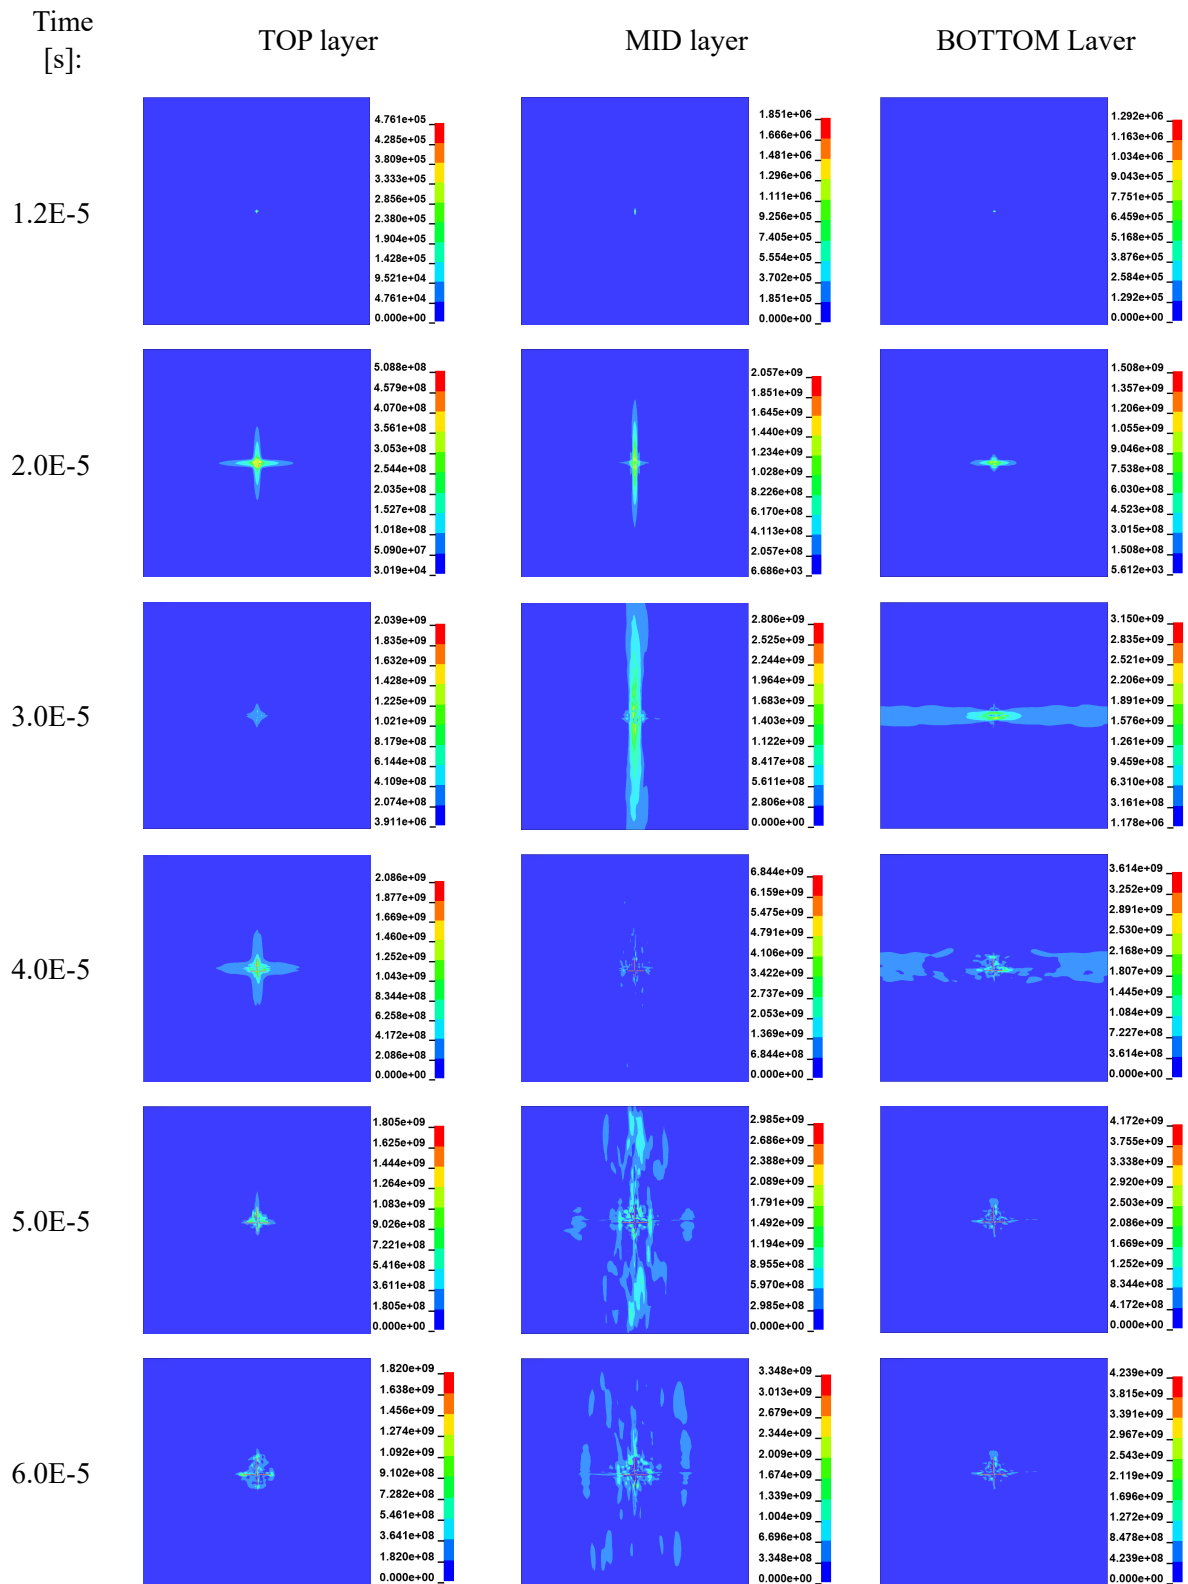 Time
[s]:
TOP layer
MID layer
BOTTOM Laver
1.2E-5
4.761e+05
4.285e+05
3.809e+05
3.333e+05
2.856e+05
2.380e+05
1.904e+05
1.428e+05
9.521e+04
4.761e+04
0.000e+00
1.851e+06
1.666e+06
1.481e+06
1.296e+06
1.111e+06
9.256e+05
7.405e+05
5.554e+05
3.702e+05
1.851e+05
0.000e+00
1.292e+06
1.163e+06
1.034e+06
9.043e+05
7.751e+05
6.459e+05
5.168e+05
3.876e+05
2.584e+05
1.292e+05
0.000e+00
2.0E-5
5.088e+08
4.579e+08
4.070e+08
3.561e+08
3.053e+08
2.544e+08
2.035e+08
1.527e+08
1.018e+08
5.090e+07
3.019e+04
2.057e+09
1.851e+09
1.645e+09
1.440e+09
1.234e+09
1.028e+09
8.226e+08
6.170e+08
4.113e+08
2.057e+08
6.686e+03
1.508e+09
1.357e+09
1.206e+09
1.055e+09
9.046e+08
7.538e+08
6.030e+08
4.523e+08
3.015e+08
1.508e+08
5.612e+03
3.0E-5
2.039e+09
1.835e+09
1.632e+09
1.428e+09
1.225e+09
1.021e+09
8.179e+08
6.144e+08
4.109e+08
2.074e+08
3.911e+06
2.806e+09
2.525e+09
2.244e+09
1.964e+09
1.683e+09
1.403e+09
1.122e+09
8.417e+08
5.611e+08
2.806e+08
0.000e+00
3.150e+09
2.835e+09
2.521e+09
2.206e+09
1.891e+09
1.576e+09
1.261e+09
9.459e+08
6.310e+08
3.161e+08
1.178e+06
4.0E-5
2.086e+09
1.877e+09
1.669e+09
1.460e+09
1.252e+09
1.043e+09
8.344e+08
6.258e+08
4.172e+08
2.086e+08
0.000e+00
6.844e+09
6.159e+09
5.475e+09
4.791e+09
4.106e+09
3.422e+09
2.737e+09
2.053e+09
1.369e+09
6.844e+08
0.000e+00
3.614e+09
3.252e+09
2.891e+09
2.530e+09
2.168e+09
1.807e+09
1.445e+09
1.084e+09
7.227e+08
3.614e+08
0.000e+00
5.0E-5
1.805e+09
1.625e+09
1.444e+09
1.264e+09
1.083e+09
9.026e+08
7.221e+08
5.416e+08
3.611e+08
1.805e+08
0.000e+00
2.985e+09
2.686e+09
2.388e+09
2.089e+09
1.791e+09
1.492e+09
1.194e+09
8.955e+08
5.970e+08
2.985e+08
0.000e+00
4.172e+09
3.755e+09
3.338e+09
2.920e+09
2.503e+09
2.086e+09
1.669e+09
1.252e+09
8.344e+08
4.172e+08
0.000e+00
6.0E-5
1.820e+09
1.638e+09
1.456e+09
1.274e+09
1.092e+09
9.102e+08
7.282e+08
5.461e+08
3.641e+08
1.820e+08
0.000e+00
3.348e+09
3.013e+09
2.679e+09
2.344e+09
2.009e+09
1.674e+09
1.339e+09
1.004e+09
6.696e+08
3.348e+08
0.000e+00
4.239e+09
3.815e+09
3.391e+09
2.967e+09
2.543e+09
2.119e+09
1.696e+09
1.272e+09
8.478e+08
4.239e+08
0.000e+00